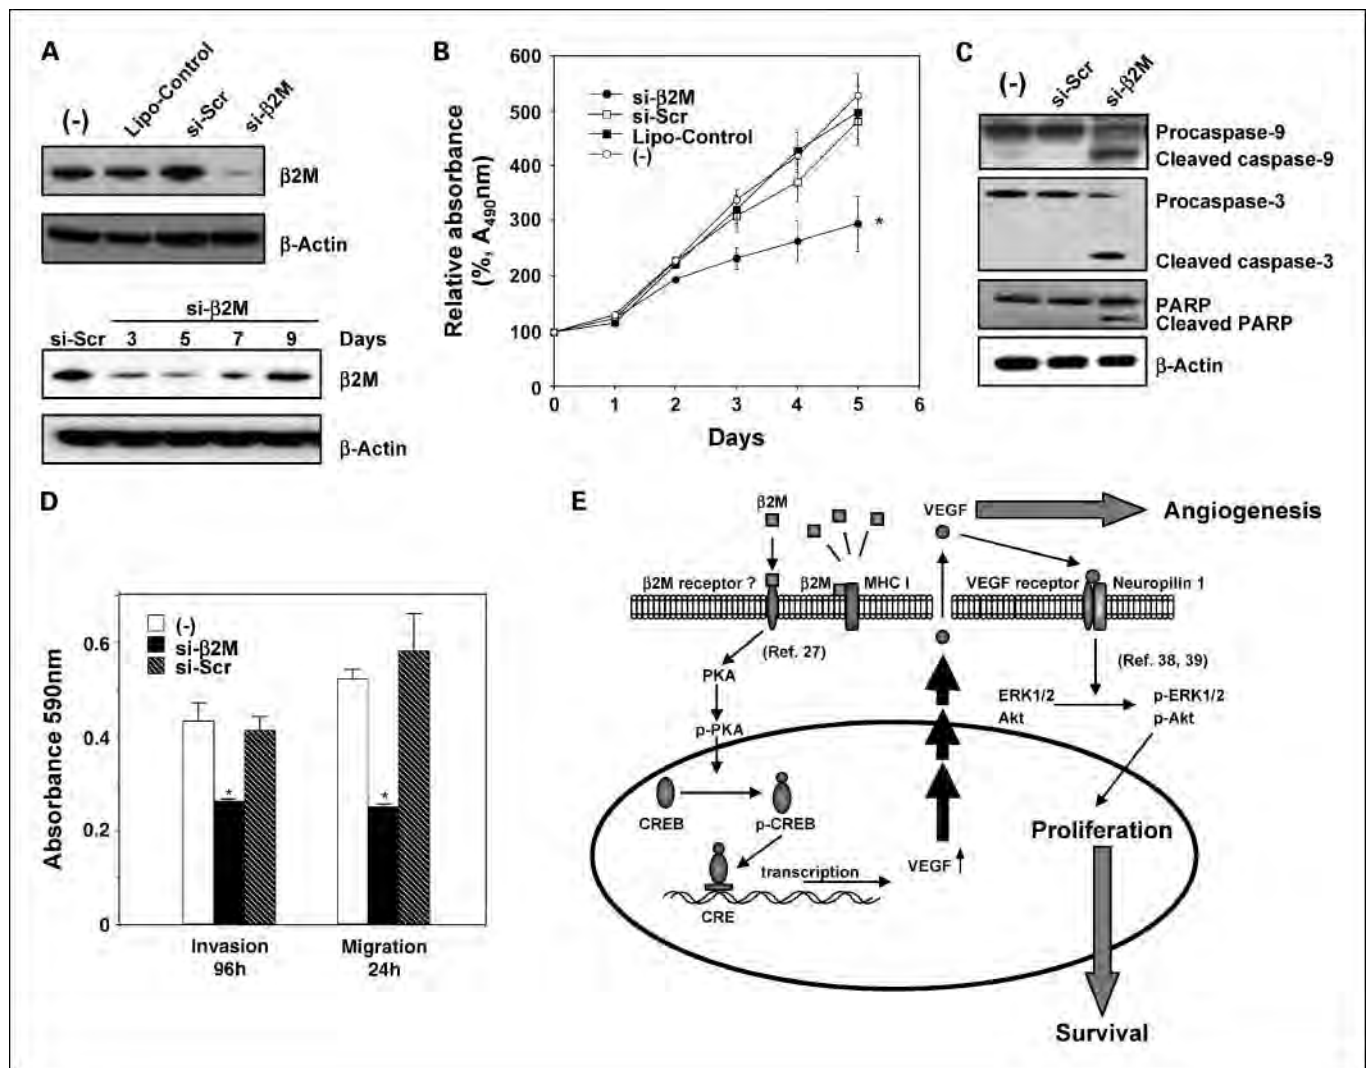 A
(-)
Lipo-Control
si-Scr
si-β2M
β2M
β-Actin
si-β2M
si-Scr 3 5 7 9 Days
β2M
β-Actin
B
Relative absorbance
(%, A490nm)
600
500
400
300
200
100
0
si-β2M
si-Scr
Lipo-Control
(-)
*
0 1 2 3 4 5 6
Days
C
(-)
si-Scr
si-β2M
Procaspase-9
Cleaved caspase-9
Procaspase-3
Cleaved caspase-3
PARP
Cleaved PARP
β-Actin
D
Absorbance 590nm
0.6
0.4
0.2
0
(-)
si-β2M
si-Scr
* *
Invasion Migration
96h 24h
E
β2M
VEGF
Angiogenesis
β2M receptor ? β2M MHC I VEGF receptor Neuropilin 1
(Ref. 27)
(Ref. 38, 39)
PKA
ERK1/2 p-ERK1/2
Akt p-Akt
p-PKA
CREB p-CREB
Proliferation
transcription VEGF
CRE
Survival